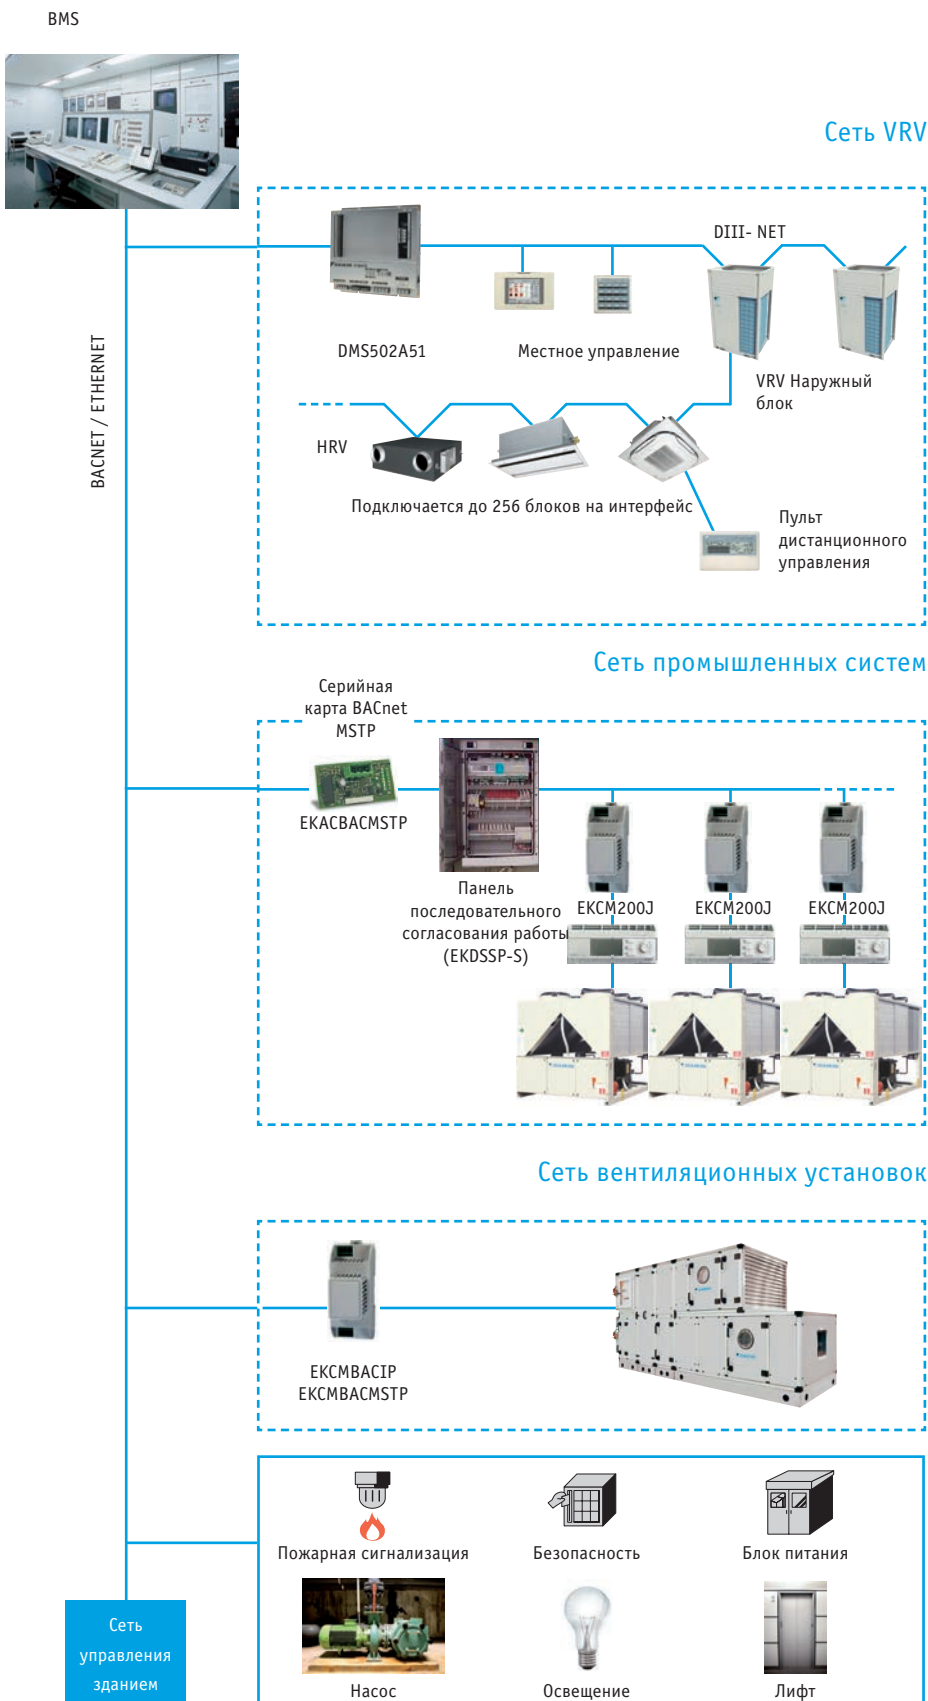 BMS
Сеть VRV
DIII- NET
DMS502A51
Местное управление
VRV Наружный
блок
BACNET / ETHERNET
HRV
Подключается до 256 блоков на интерфейс
Пульт
дистанционного
управления
Сеть промышленных систем
Серийная
карта BACnet
MSTP
EKACBACMSTP
Панель
последовательного
согласования работы
(EKDSSP-S)
EKCM200J
EKCM200J
EKCM200J
Сеть вентиляционных установок
EKCMBACIP
EKCMBACMSTP
Пожарная сигнализация
Безопасность
Блок питания
Сеть
управления
зданием
Насос
Освещение
Лифт